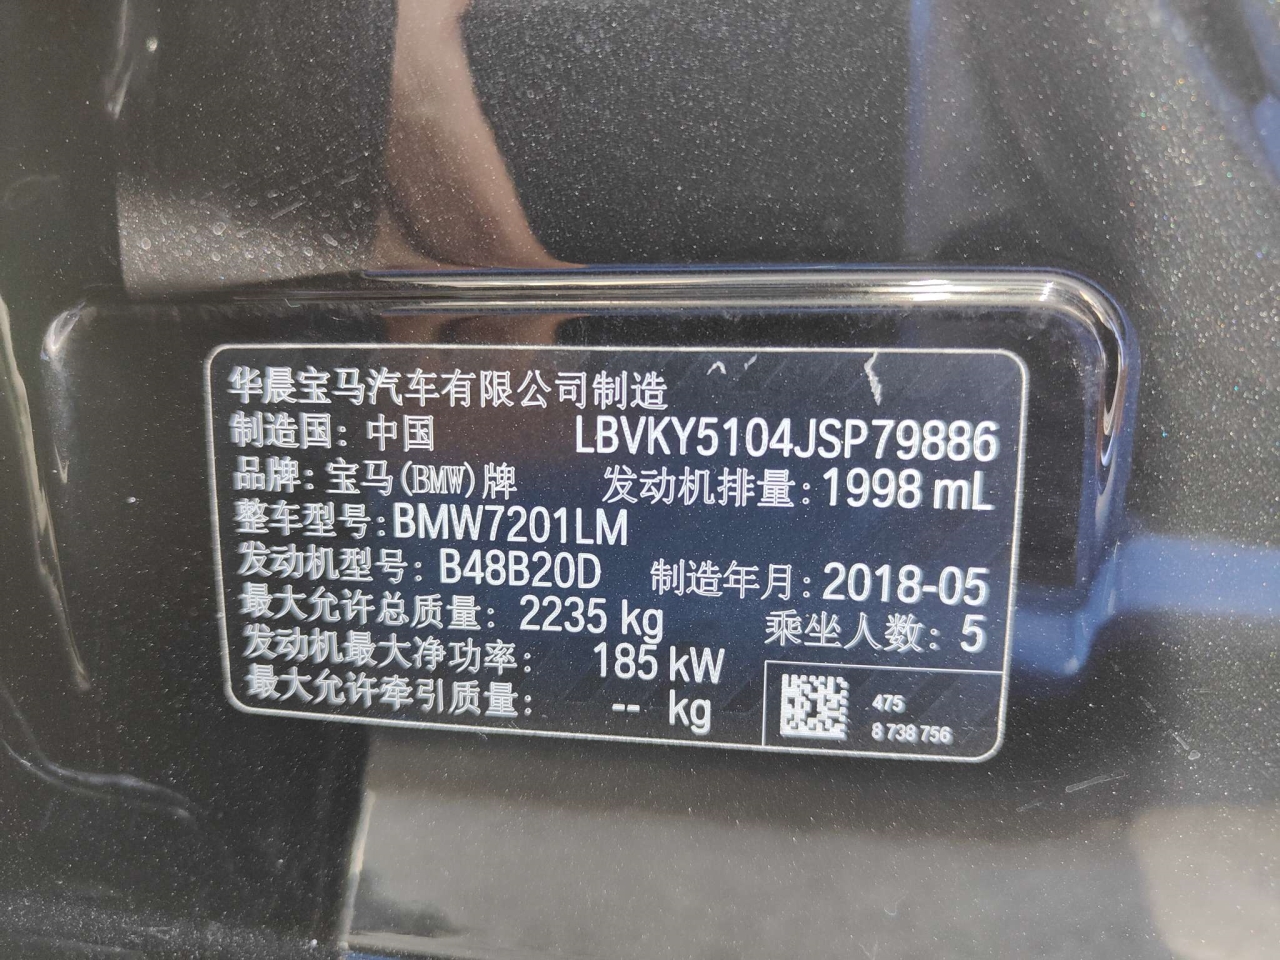 华晨宝马汽车有限公司制造
制造国：中国 LBVKY5104JSP79886
品牌：宝马(BMW)牌 发动机排量：1998 mL
整车型号：BMW7201LM
发动机型号：B48B20D 制造年月：2018-05
最大允许总质量：2235 kg 乘坐人数：5
发动机最大净功率：185 kW
最大允许牵引质量：-- kg
475
8 738 756